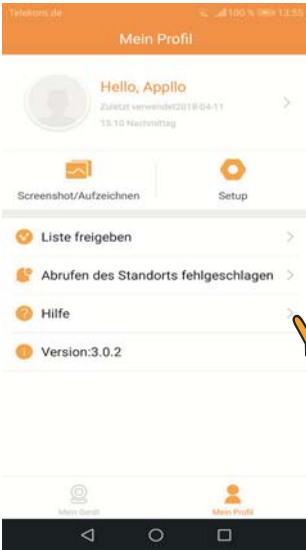 Telekom.de 100 % 13:55
Mein Profil
Hello, Appllo
Zuletzt verwendet2018-04-11
15:10 Nachmittag
Screenshot/Aufzeichnen Setup
Liste freigeben
Abrufen des Standorts fehlgeschlagen
Hilfe
Version:3.0.2
Mein Gerät Mein Profil